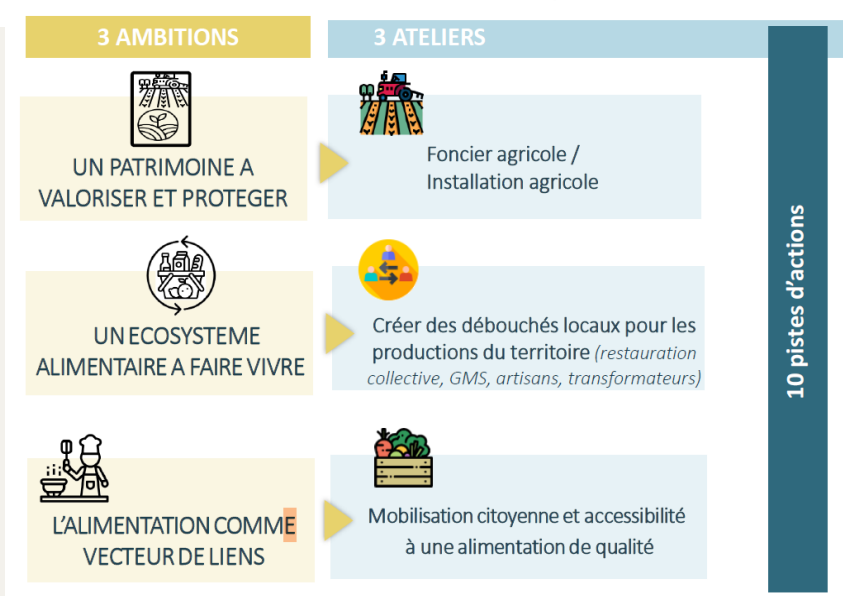 3 AMBITIONS
3 ATELIERS
UN PATRIMOINE A
VALORISER ET PROTEGER
Foncier agricole /
Installation agricole
UN ECOSYSTEME
ALIMENTAIRE A FAIRE VIVRE
Créer des débouchés locaux pour les
productions du territoire (restauration
collective, GMS, artisans, transformateurs)
L'ALIMENTATION COMME
VECTEUR DE LIENS
Mobilisation citoyenne et accessibilité
à une alimentation de qualité
10 pistes d'actions